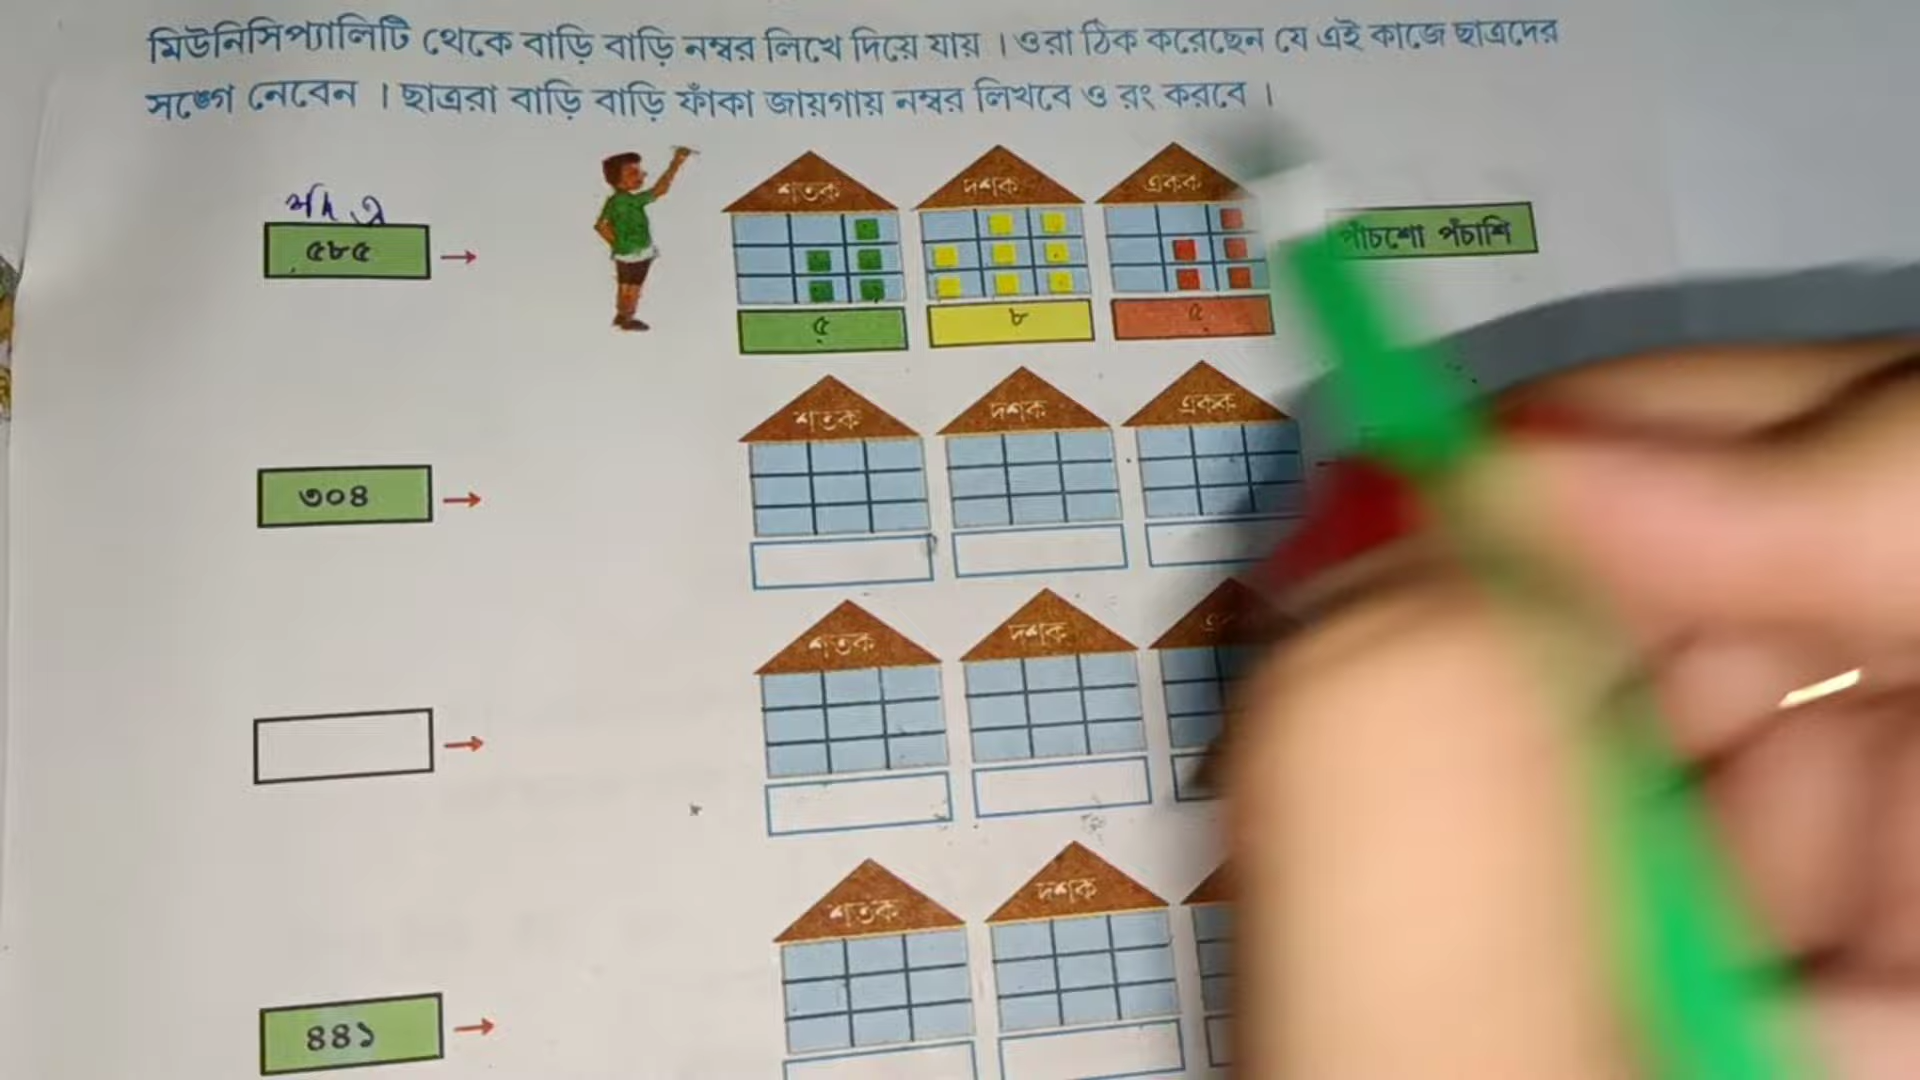 মিউনিসিপ্যালিটি থেকে বাড়ি বাড়ি নম্বর লিখে দিয়ে যায় । ওরা ঠিক করেছেন যে এই কাজে ছাত্রদের
সঙ্গে নেবেন । ছাত্ররা বাড়ি বাড়ি ফাঁকা জায়গায় নম্বর লিখবে ও রং করবে ।
শতক দশক একক
৫৮৫ পাঁচশো পঁচাশি
৫ ৮ ৫
শতক দশক একক
৩০৪
শতক দশক
শতক দশক
৪৪১